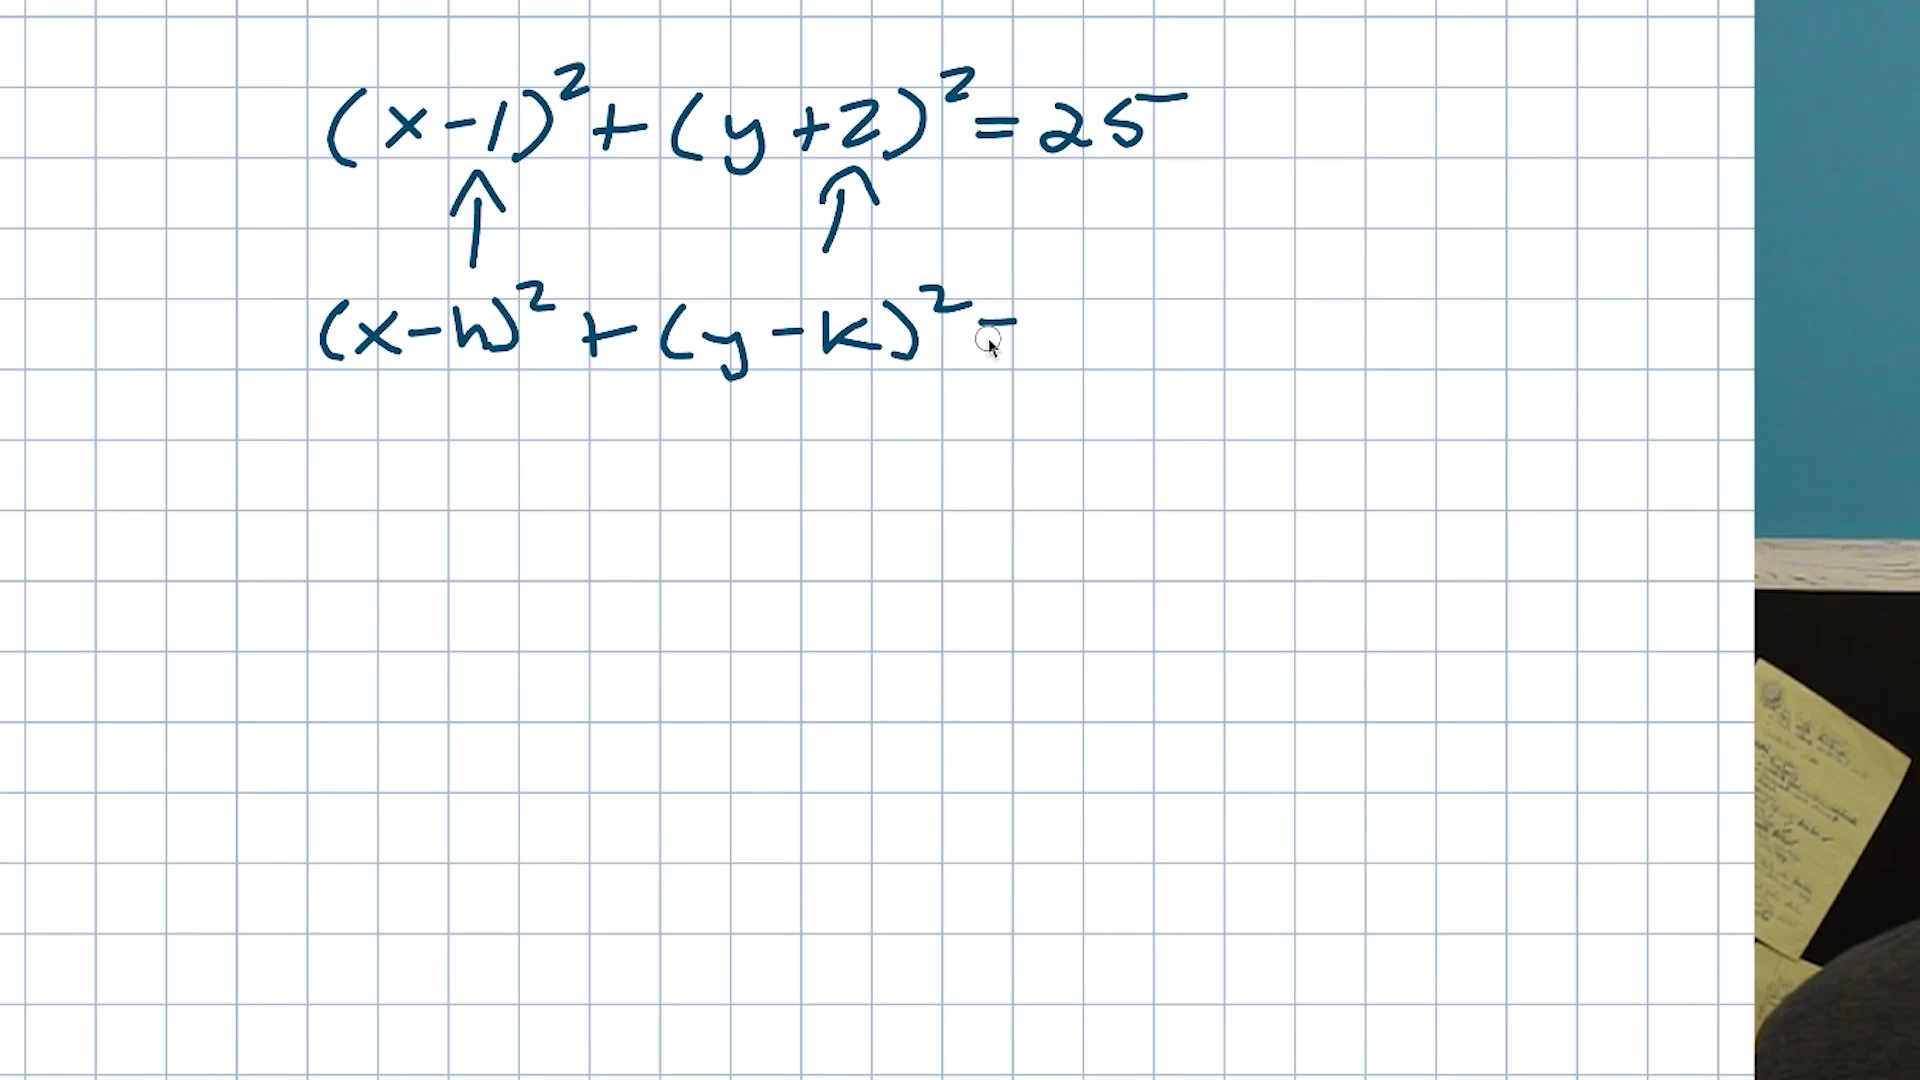 (x-1)² + (y+2)² = 25
↑ ↑
(x-h)² + (y-k)² =